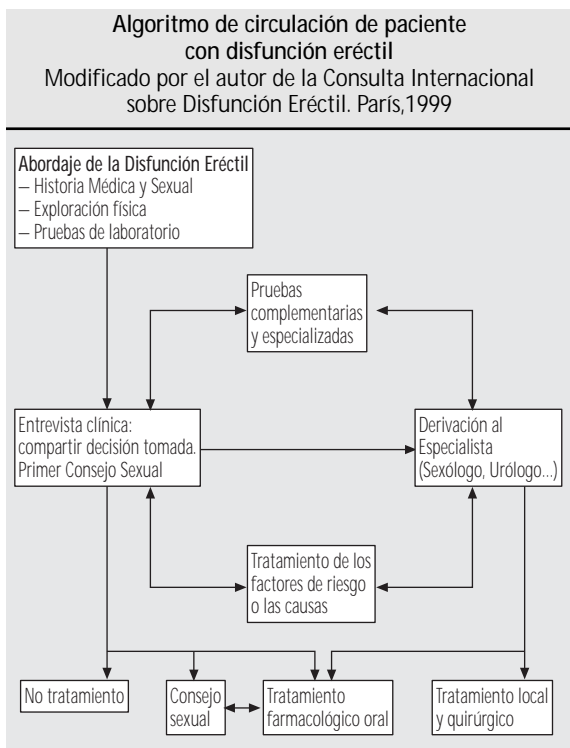 Algoritmo de circulación de paciente
con disfunción eréctil
Modificado por el autor de la Consulta Internacional
sobre Disfunción Eréctil. París,1999
Abordaje de la Disfunción Eréctil
– Historia Médica y Sexual
– Exploración física
– Pruebas de laboratorio
Pruebas
complementarias
y especializadas
Entrevista clínica:
compartir decisión tomada.
Primer Consejo Sexual
Derivación al
Especialista
(Sexólogo, Urólogo...)
Tratamiento de los
factores de riesgo
o las causas
No tratamiento
Consejo
sexual
Tratamiento
farmacológico oral
Tratamiento local
y quirúrgico